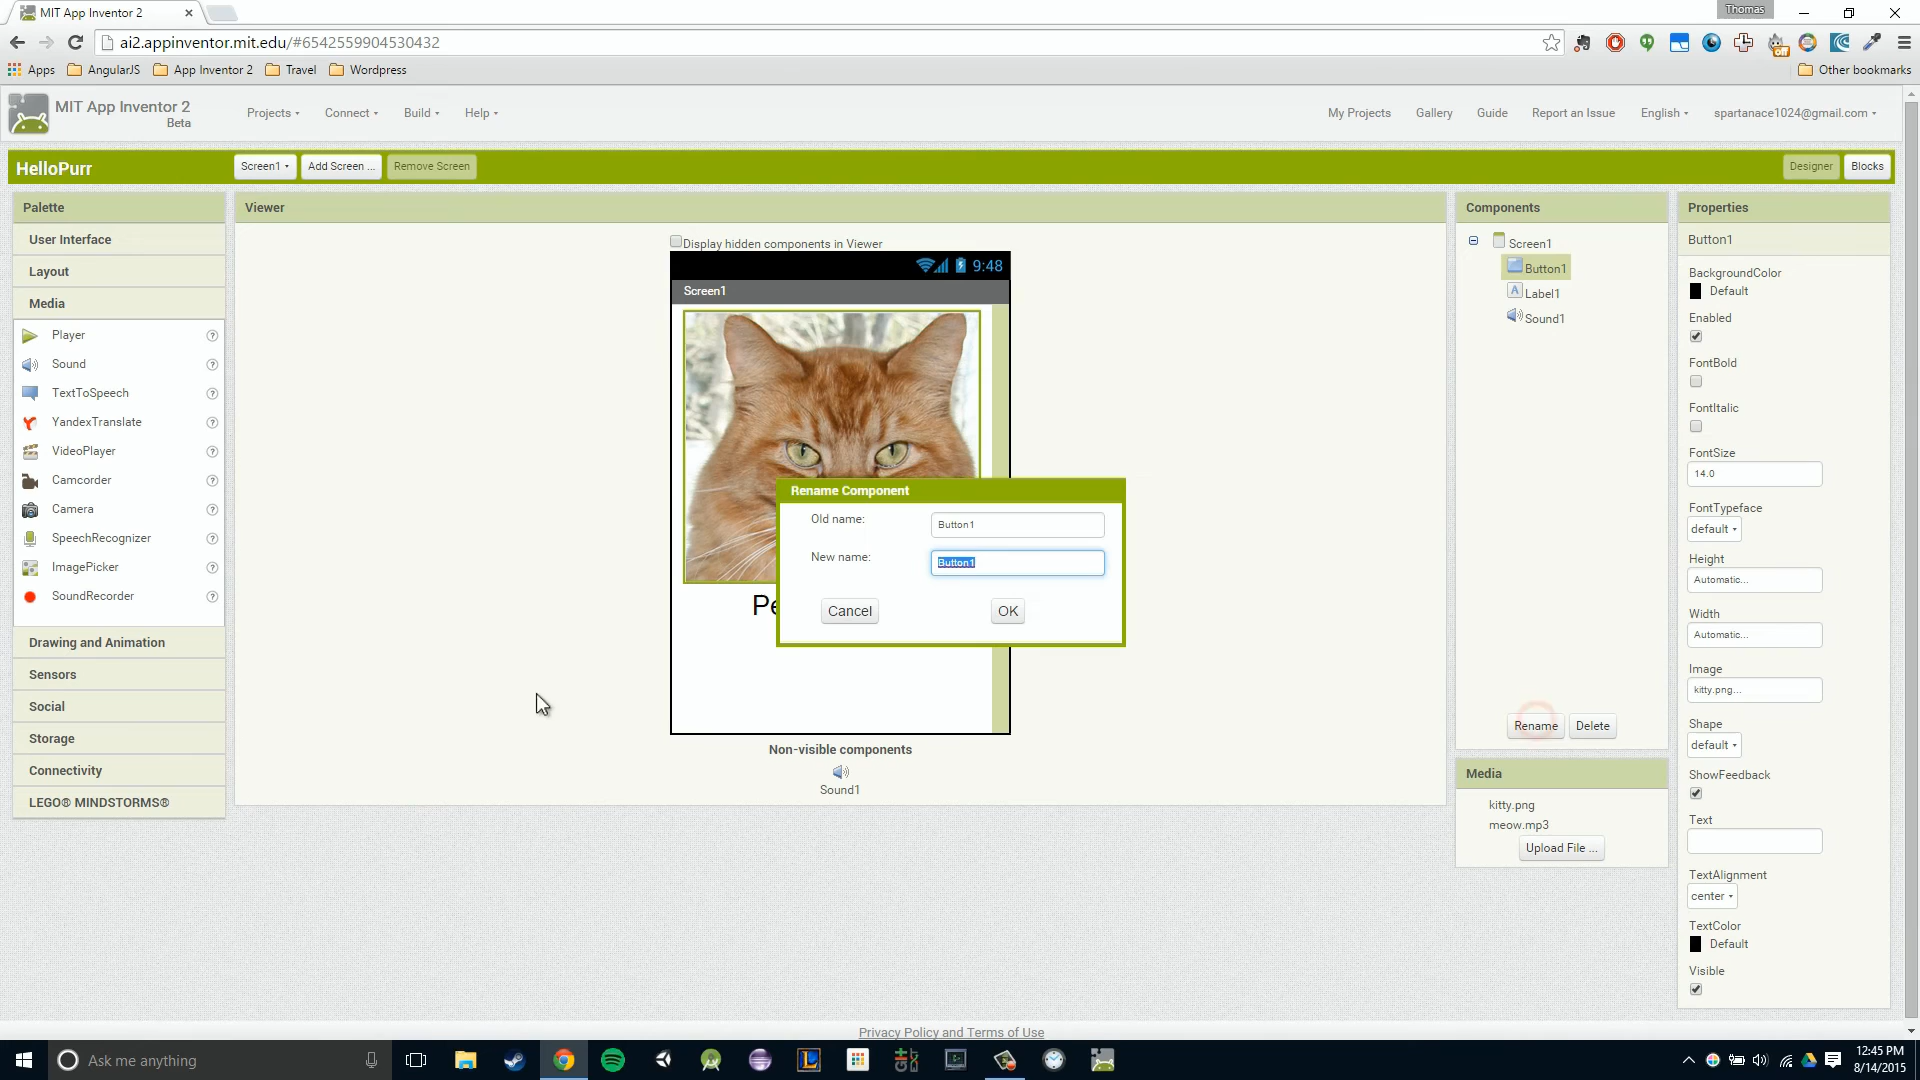 MIT App Inventor 2
Thomas
ai2.appinventor.mit.edu/#6542559904530432
Apps AngularJS App Inventor 2 Travel Wordpress Other bookmarks
MIT App Inventor 2
Beta
Projects Connect Build Help My Projects Gallery Guide Report an Issue English spartanace1024@gmail.com
HelloPurr Screen1 Add Screen ... Remove Screen Designer Blocks
Palette
User Interface
Layout
Media
Player
Sound
TextToSpeech
YandexTranslate
VideoPlayer
Camcorder
Camera
SpeechRecognizer
ImagePicker
SoundRecorder
Drawing and Animation
Sensors
Social
Storage
Connectivity
LEGO® MINDSTORMS®
Viewer
Display hidden components in Viewer
9:48
Screen1
Pe
Rename Component
Old name: Button1
New name: Button1
Cancel OK
Non-visible components
Sound1
Components
Screen1
Button1
Label1
Sound1
Rename Delete
Media
kitty.png
meow.mp3
Upload File ...
Properties
Button1
BackgroundColor
Default
Enabled
FontBold
FontItalic
FontSize
14.0
FontTypeface
default
Height
Automatic...
Width
Automatic...
Image
kitty.png...
Shape
default
ShowFeedback
Text
TextAlignment
center
TextColor
Default
Visible
Privacy Policy and Terms of Use
Ask me anything
12:45 PM
8/14/2015